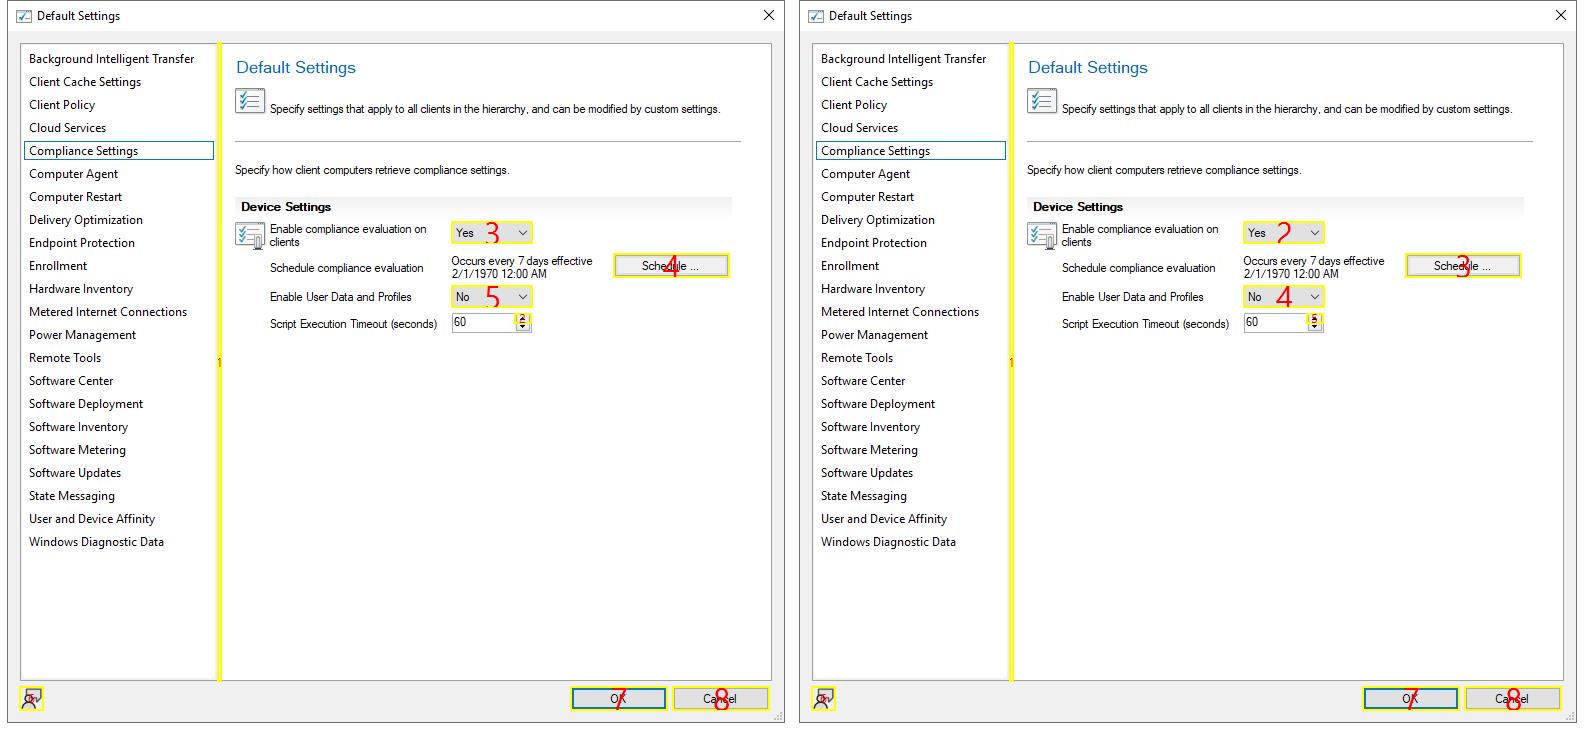 Default Settings
Background Intelligent Transfer
Client Cache Settings
Client Policy
Cloud Services
Compliance Settings
Computer Agent
Computer Restart
Delivery Optimization
Endpoint Protection
Enrollment
Hardware Inventory
Metered Internet Connections
Power Management
Remote Tools
Software Center
Software Deployment
Software Inventory
Software Metering
Software Updates
State Messaging
User and Device Affinity
Windows Diagnostic Data
1
Default Settings
Specify settings that apply to all clients in the hierarchy, and can be modified by custom settings.
Specify how client computers retrieve compliance settings.
Device Settings
Enable compliance evaluation on
clients
Yes 3
Schedule compliance evaluation
Occurs every 7 days effective
2/1/1970 12:00 AM
Schedule ... 4
Enable User Data and Profiles
No 5
Script Execution Timeout (seconds)
60
OK 7
Cancel 8
Default Settings
Background Intelligent Transfer
Client Cache Settings
Client Policy
Cloud Services
Compliance Settings
Computer Agent
Computer Restart
Delivery Optimization
Endpoint Protection
Enrollment
Hardware Inventory
Metered Internet Connections
Power Management
Remote Tools
Software Center
Software Deployment
Software Inventory
Software Metering
Software Updates
State Messaging
User and Device Affinity
Windows Diagnostic Data
1
Default Settings
Specify settings that apply to all clients in the hierarchy, and can be modified by custom settings.
Specify how client computers retrieve compliance settings.
Device Settings
Enable compliance evaluation on
clients
Yes 2
Schedule compliance evaluation
Occurs every 7 days effective
2/1/1970 12:00 AM
Schedule ... 3
Enable User Data and Profiles
No 4
Script Execution Timeout (seconds)
60
OK 7
Cancel 8